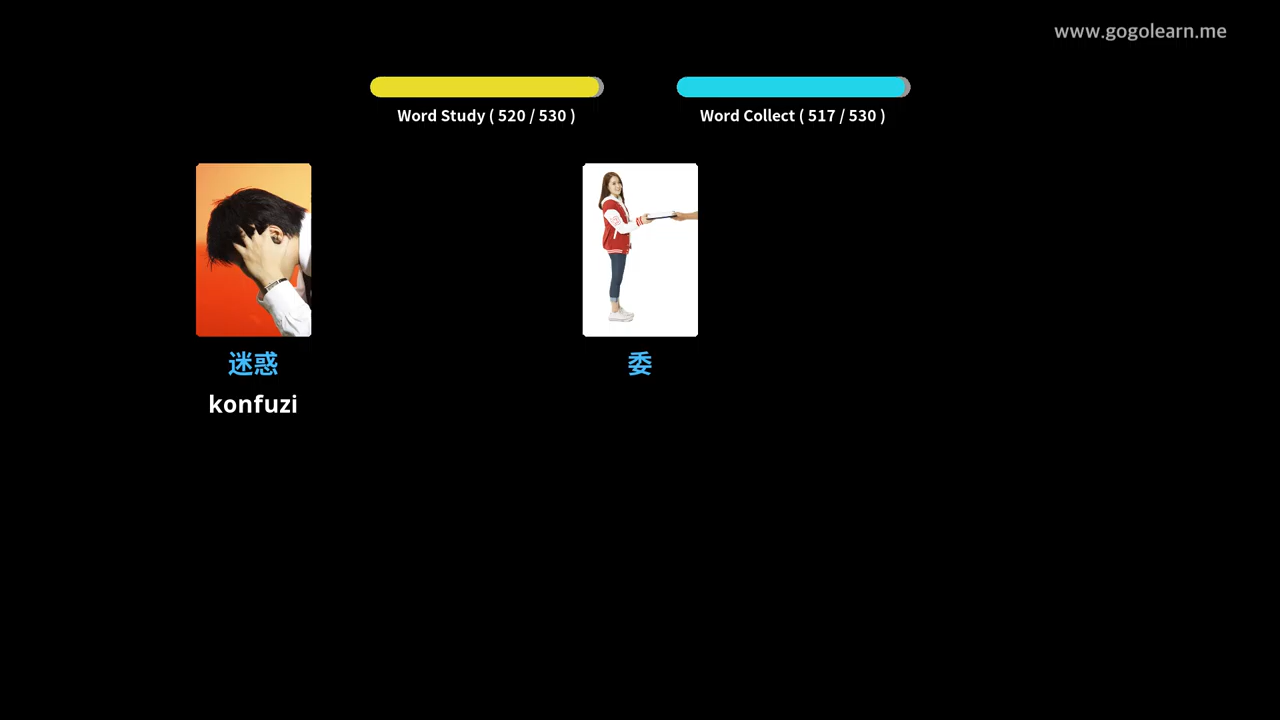 www.gogolearn.me
Word Study ( 520 / 530 )
Word Collect ( 517 / 530 )
迷惑
委
konfuzi